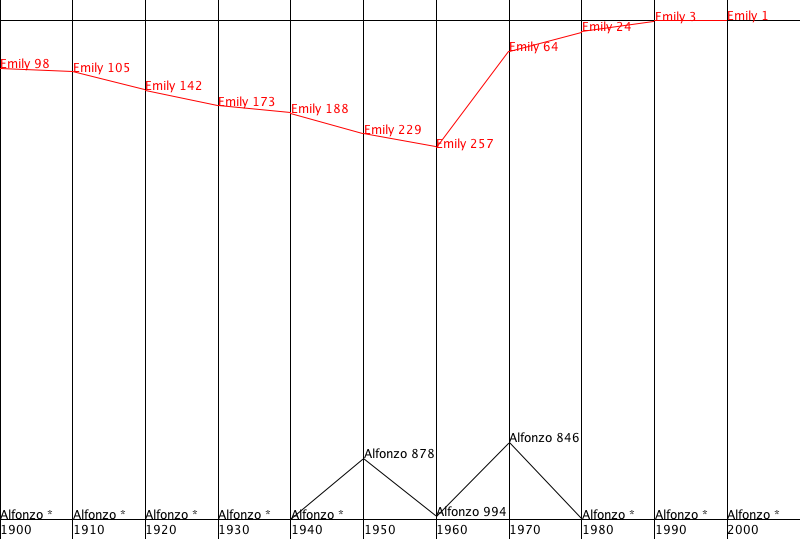 Emily 98
Emily 105
Emily 142
Emily 173
Emily 188
Emily 229
Emily 257
Emily 64
Emily 24
Emily 3
Emily 1
Alfonzo *
Alfonzo *
Alfonzo *
Alfonzo *
Alfonzo *
Alfonzo 878
Alfonzo 994
Alfonzo 846
Alfonzo *
Alfonzo *
Alfonzo *
1900 1910 1920 1930 1940 1950 1960 1970 1980 1990 2000